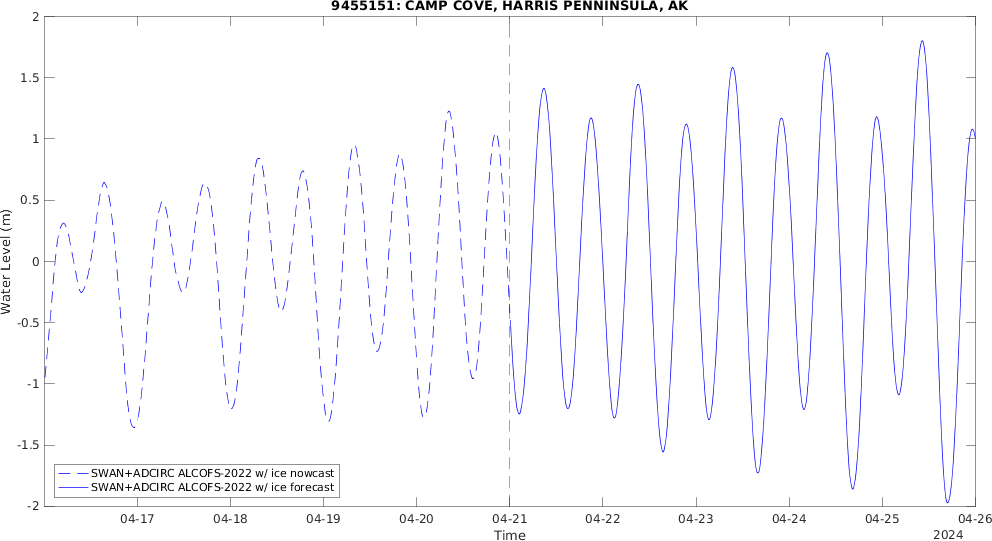 9455151: CAMP COVE, HARRIS PENNINSULA, AK
2
1.5
1
0.5
0
-0.5
-1
-1.5
-2
Water Level (m)
SWAN+ADCIRC ALCOFS-2022 w/ ice nowcast
SWAN+ADCIRC ALCOFS-2022 w/ ice forecast
04-17 04-18 04-19 04-20 04-21 04-22 04-23 04-24 04-25 04-26
Time
2024